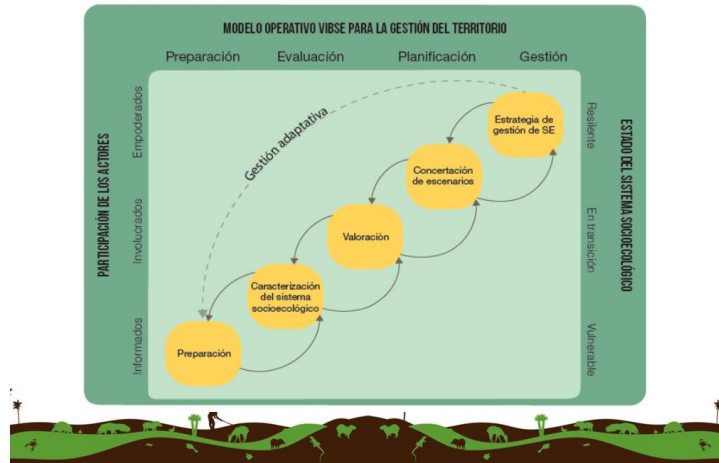 MODELO OPERATIVO VIBSE PARA LA GESTIÓN DEL TERRITORIO
Preparación Evaluación Planificación Gestión
PARTICIPACIÓN DE LOS ACTORES
Empoderados
Involucrados
Informados
Gestión adaptativa
Estrategia de
gestión de SE
Concertación
de escenarios
Valoraciòn
Caracterización
del sistema
socioecológico
Preparación
Resilente
En transición
Vulnerable
ESTADO DEL SISTEMA SOCIOECOLÓGICO